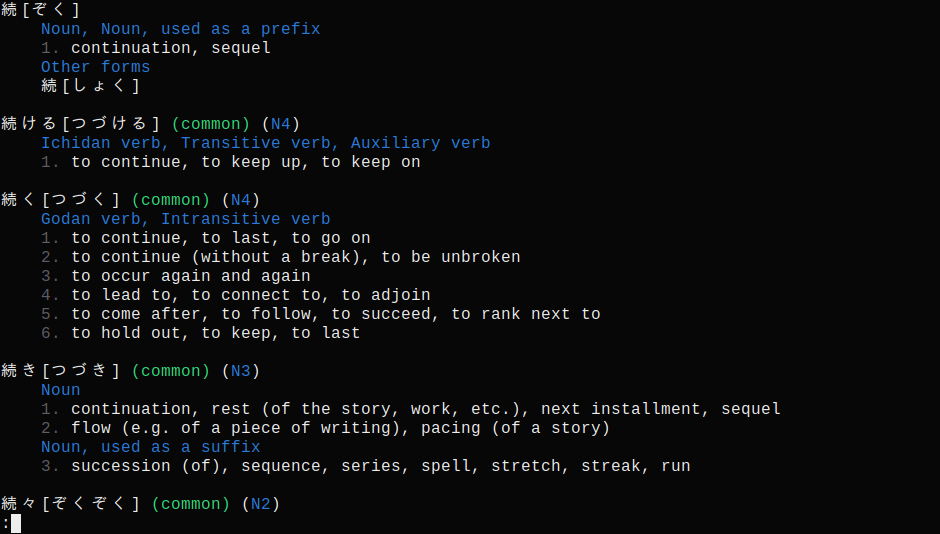 続[ぞく]
Noun, Noun, used as a prefix
1. continuation, sequel
Other forms
続[しょく]
続ける[つづける] (common) (N4)
Ichidan verb, Transitive verb, Auxiliary verb
1. to continue, to keep up, to keep on
続く[つづく] (common) (N4)
Godan verb, Intransitive verb
1. to continue, to last, to go on
2. to continue (without a break), to be unbroken
3. to occur again and again
4. to lead to, to connect to, to adjoin
5. to come after, to follow, to succeed, to rank next to
6. to hold out, to keep, to last
続き[つづき] (common) (N3)
Noun
1. continuation, rest (of the story, work, etc.), next installment, sequel
2. flow (e.g. of a piece of writing), pacing (of a story)
Noun, used as a suffix
3. succession (of), sequence, series, spell, stretch, streak, run
続々[ぞくぞく] (common) (N2)
: